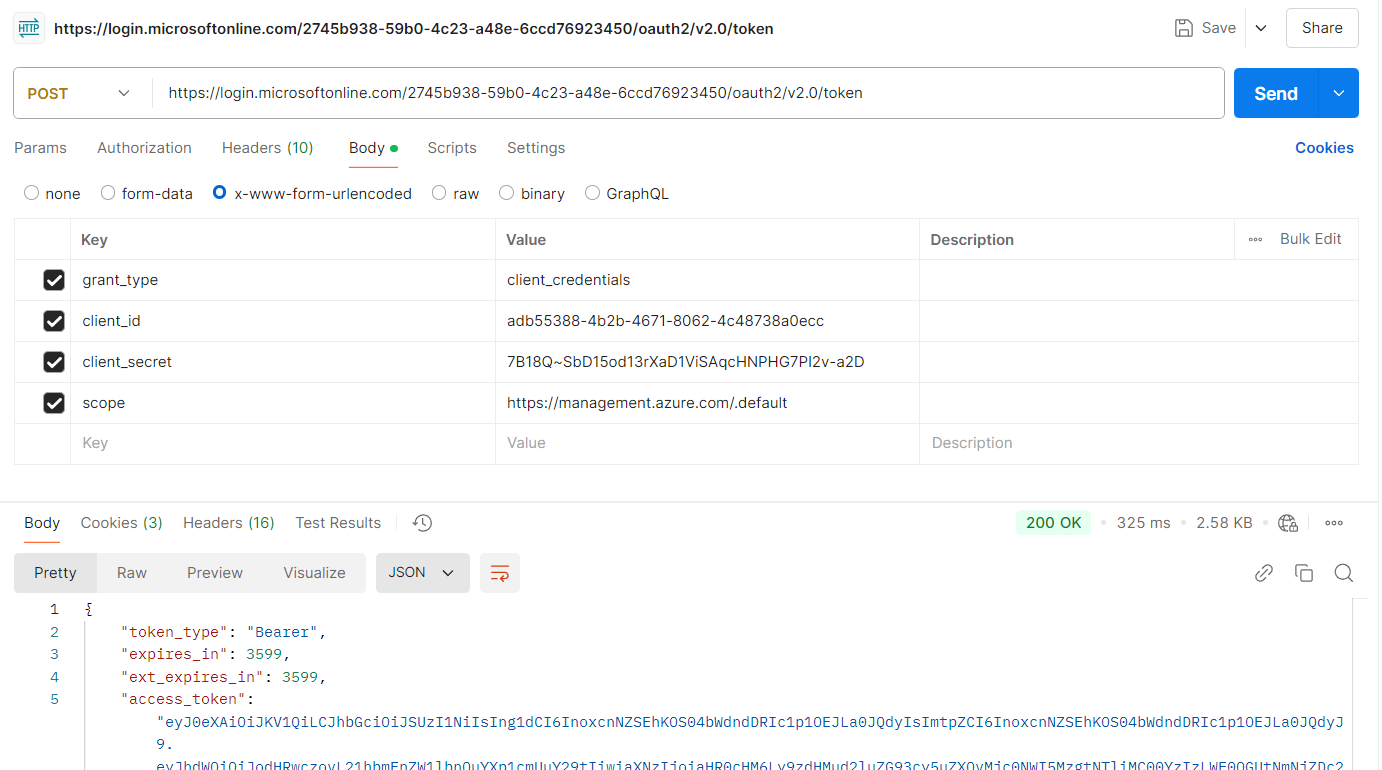 HTTP https://login.microsoftonline.com/2745b938-59b0-4c23-a48e-6ccd76923450/oauth2/v2.0/token Save Share
POST https://login.microsoftonline.com/2745b938-59b0-4c23-a48e-6ccd76923450/oauth2/v2.0/token Send
Params Authorization Headers (10) Body Scripts Settings Cookies
none form-data x-www-form-urlencoded raw binary GraphQL
Key Value Description Bulk Edit
grant_type client_credentials
client_id adb55388-4b2b-4671-8062-4c48738a0ecc
client_secret 7B18Q~SbD15od13rXaD1ViSAqcHNPHG7PI2v-a2D
scope https://management.azure.com/.default
Key Value Description
Body Cookies (3) Headers (16) Test Results 200 OK 325 ms 2.58 KB
Pretty Raw Preview Visualize JSON
1 {
2 "token_type": "Bearer",
3 "expires_in": 3599,
4 "ext_expires_in": 3599,
5 "access_token":
"eyJ0eXAiOiJKV1QiLCJhbGciOiJSUzI1NiIsIng1dCI6InoxcnNZSEhKOS04bWdndDRIc1p1OEJLa0JQdyIsImtpZCI6InoxcnNZSEhKOS04bWdndDRIc1p1OEJLa0JQdyJ
9.